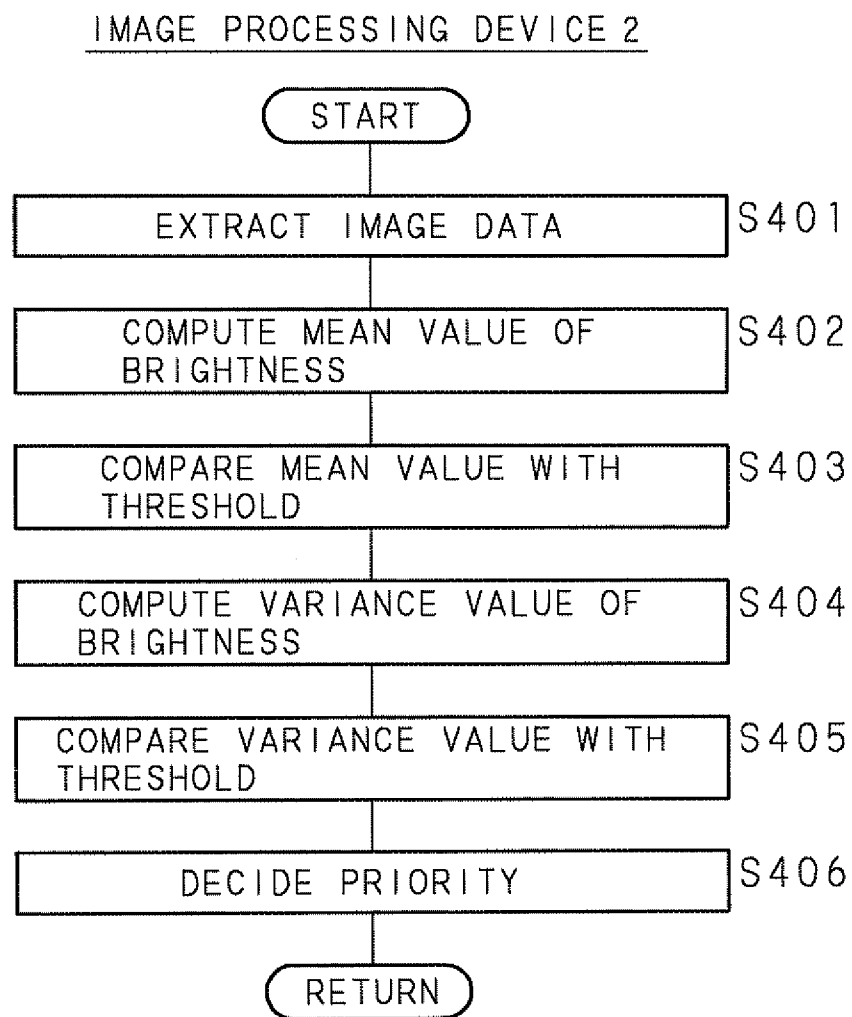 IMAGE PROCESSING DEVICE 2
START
EXTRACT IMAGE DATA
S401
COMPUTE MEAN VALUE OF
BRIGHTNESS
S402
COMPARE MEAN VALUE WITH
THRESHOLD
S403
COMPUTE VARIANCE VALUE OF
BRIGHTNESS
S404
COMPARE VARIANCE VALUE WITH
THRESHOLD
S405
DECIDE PRIORITY
S406
RETURN